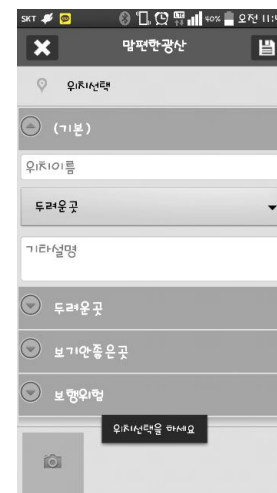 SKT 40% 오전 11:4
맘편한광산
위치선택
(기본)
위치이름
두려운곳
기타설명
두려운곳
보기안좋은곳
보행위험
위치선택을 하세요